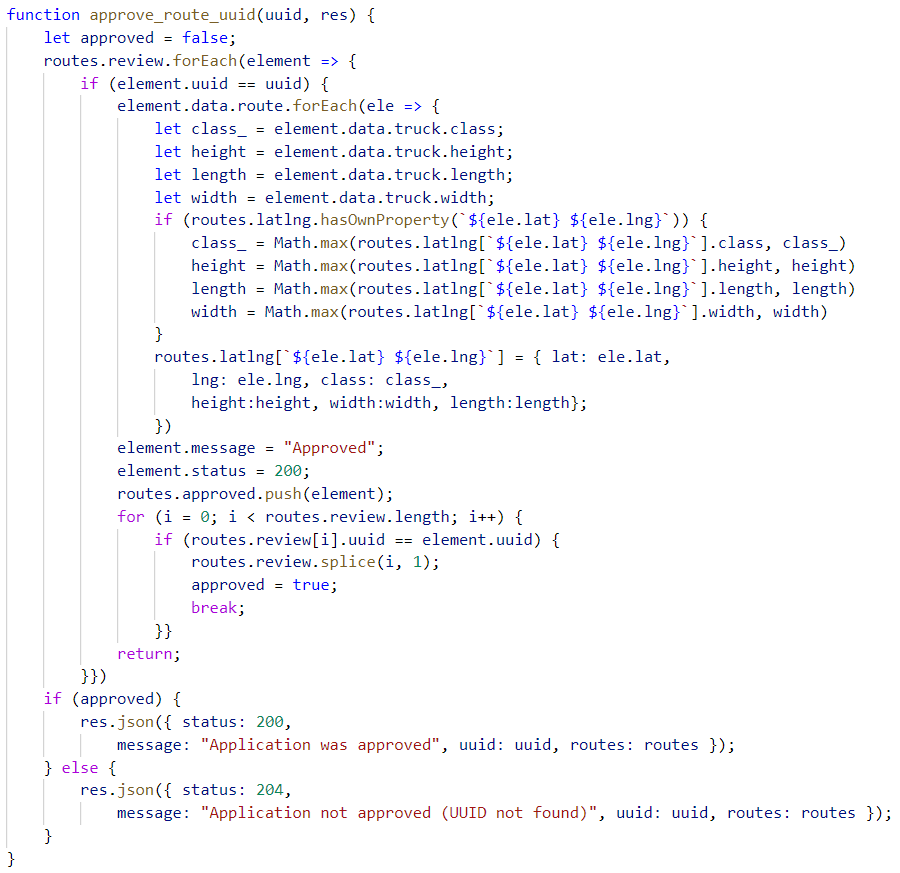 function approve_route_uuid(uuid, res) {
    let approved = false;
    routes.review.forEach(element => {
        if (element.uuid == uuid) {
            element.data.route.forEach(ele => {
                let class_ = element.data.truck.class;
                let height = element.data.truck.height;
                let length = element.data.truck.length;
                let width = element.data.truck.width;
                if (routes.latlng.hasOwnProperty(`${ele.lat} ${ele.lng}`)) {
                    class_ = Math.max(routes.latlng[`${ele.lat} ${ele.lng}`].class, class_)
                    height = Math.max(routes.latlng[`${ele.lat} ${ele.lng}`].height, height)
                    length = Math.max(routes.latlng[`${ele.lat} ${ele.lng}`].length, length)
                    width = Math.max(routes.latlng[`${ele.lat} ${ele.lng}`].width, width)
                }
                routes.latlng[`${ele.lat} ${ele.lng}`] = { lat: ele.lat,
                    lng: ele.lng, class: class_,
                    height:height, width:width, length:length};
                })
            element.message = "Approved";
            element.status = 200;
            routes.approved.push(element);
            for (i = 0; i < routes.review.length; i++) {
                if (routes.review[i].uuid == element.uuid) {
                    routes.review.splice(i, 1);
                    approved = true;
                    break;
                }}
            return;
        }})
    if (approved) {
        res.json({ status: 200,
            message: "Application was approved", uuid: uuid, routes: routes });
    } else {
        res.json({ status: 204,
            message: "Application not approved (UUID not found)", uuid: uuid, routes: routes });
    }
}